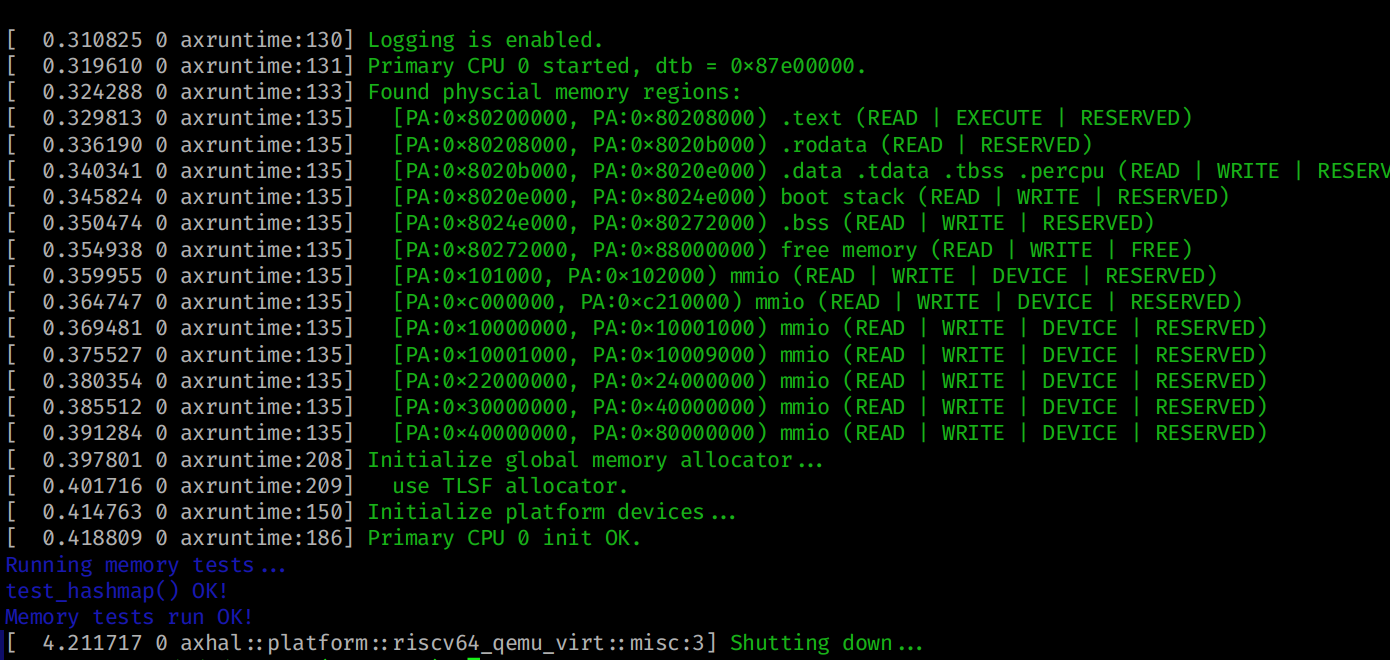 [  0.310825 0 axruntime:130] Logging is enabled.
[  0.319610 0 axruntime:131] Primary CPU 0 started, dtb = 0x87e00000.
[  0.324288 0 axruntime:133] Found physcial memory regions:
[  0.329813 0 axruntime:135]   [PA:0x80200000, PA:0x80208000) .text (READ | EXECUTE | RESERVED)
[  0.336190 0 axruntime:135]   [PA:0x80208000, PA:0x8020b000) .rodata (READ | RESERVED)
[  0.340341 0 axruntime:135]   [PA:0x8020b000, PA:0x8020e000) .data .tdata .tbss .percpu (READ | WRITE | RESERV
[  0.345824 0 axruntime:135]   [PA:0x8020e000, PA:0x8024e000) boot stack (READ | WRITE | RESERVED)
[  0.350474 0 axruntime:135]   [PA:0x8024e000, PA:0x80272000) .bss (READ | WRITE | RESERVED)
[  0.354938 0 axruntime:135]   [PA:0x80272000, PA:0x88000000) free memory (READ | WRITE | FREE)
[  0.359955 0 axruntime:135]   [PA:0x101000, PA:0x102000) mmio (READ | WRITE | DEVICE | RESERVED)
[  0.364747 0 axruntime:135]   [PA:0xc000000, PA:0xc210000) mmio (READ | WRITE | DEVICE | RESERVED)
[  0.369481 0 axruntime:135]   [PA:0x10000000, PA:0x10001000) mmio (READ | WRITE | DEVICE | RESERVED)
[  0.375527 0 axruntime:135]   [PA:0x10001000, PA:0x10009000) mmio (READ | WRITE | DEVICE | RESERVED)
[  0.380354 0 axruntime:135]   [PA:0x22000000, PA:0x24000000) mmio (READ | WRITE | DEVICE | RESERVED)
[  0.385512 0 axruntime:135]   [PA:0x30000000, PA:0x40000000) mmio (READ | WRITE | DEVICE | RESERVED)
[  0.391284 0 axruntime:135]   [PA:0x40000000, PA:0x80000000) mmio (READ | WRITE | DEVICE | RESERVED)
[  0.397801 0 axruntime:208] Initialize global memory allocator...
[  0.401716 0 axruntime:209]   use TLSF allocator.
[  0.414763 0 axruntime:150] Initialize platform devices...
[  0.418809 0 axruntime:186] Primary CPU 0 init OK.
Running memory tests...
test_hashmap() OK!
Memory tests run OK!
[  4.211717 0 axhal::platform::riscv64_qemu_virt::misc:3] Shutting down...